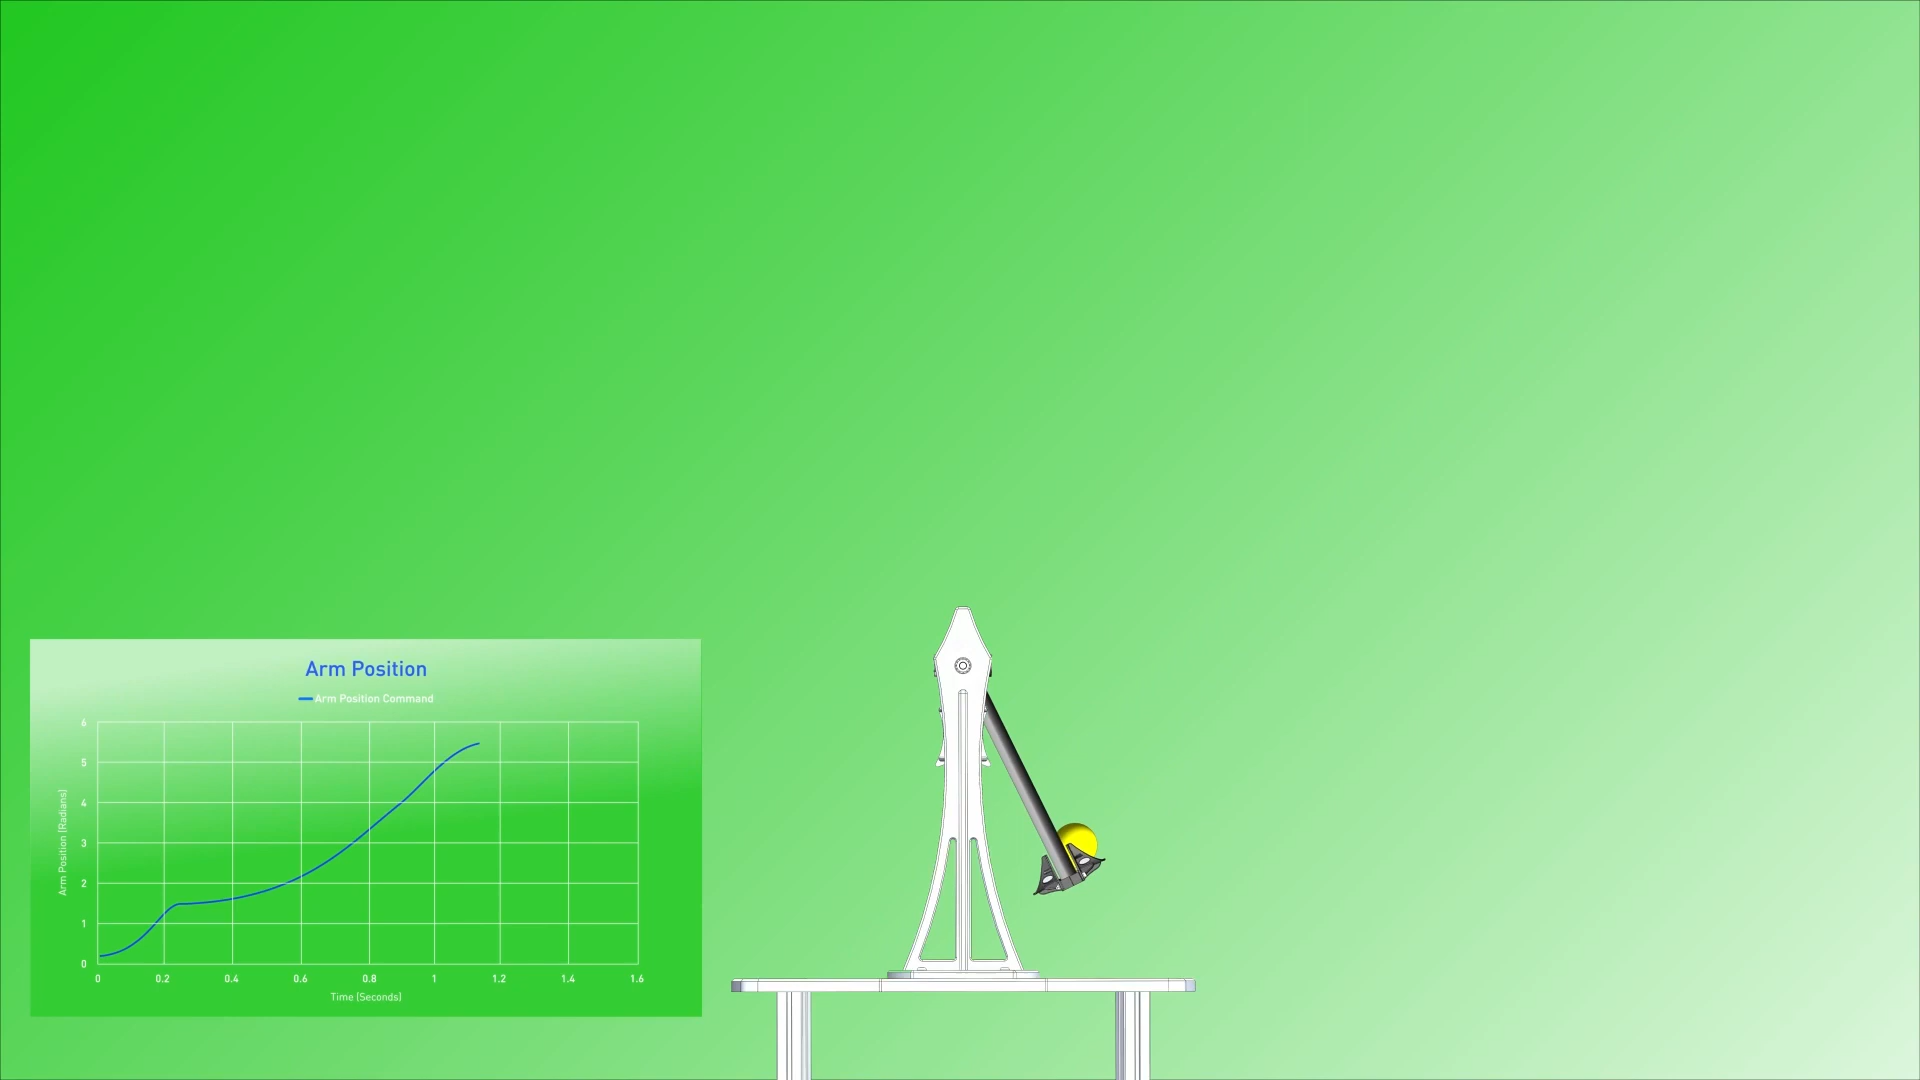 Arm Position
Arm Position Command
6
5
4
3
2
1
0
Arm Position [Radians]
0 0.2 0.4 0.6 0.8 1 1.2 1.4 1.6
Time [Seconds]